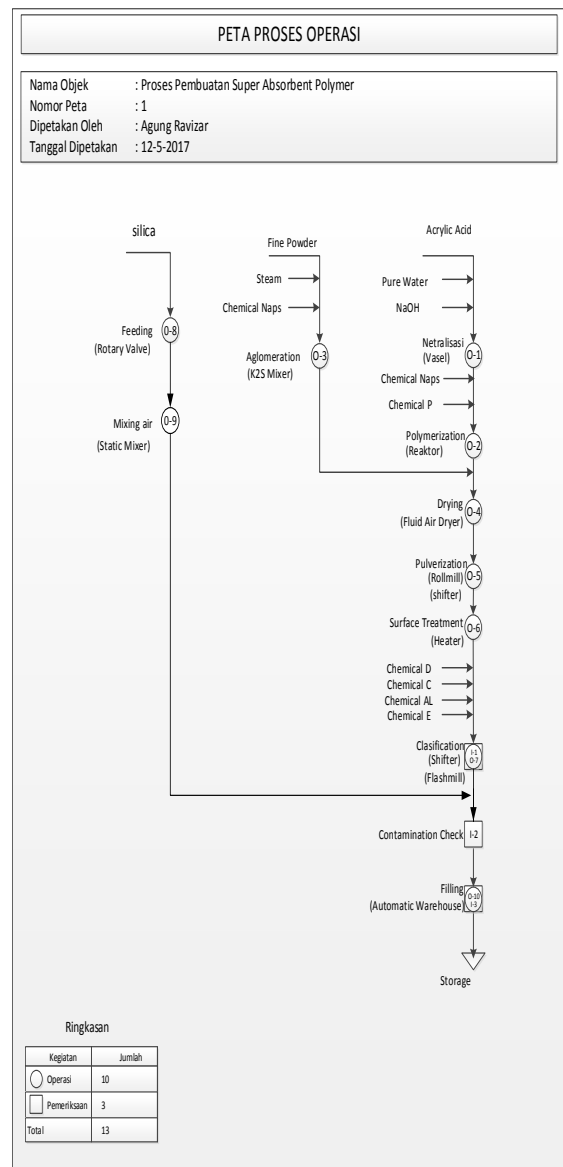 PETA PROSES OPERASI
Nama Objek : Proses Pembuatan Super Absorbent Polymer
Nomor Peta : 1
Dipetakan Oleh : Agung Ravizar
Tanggal Dipetakan : 12-5-2017
silica
Fine Powder
Acrylic Acid
Steam
Pure Water
Chemical Naps
NaOH
Feeding
(Rotary Valve)
O-8
Aglomeration
(K2S Mixer)
O-3
Netralisasi
(Vasel)
O-1
Chemical Naps
Chemical P
Mixing air
(Static Mixer)
O-9
Polymerization
(Reaktor)
O-2
Drying
(Fluid Air Dryer)
O-4
Pulverization
(Rollmill)
(shifter)
O-5
Surface Treatment
(Heater)
O-6
Chemical D
Chemical C
Chemical AL
Chemical E
Clasification
(Shifter)
(Flashmill)
I-1
O-7
Contamination Check
I-2
Filling
(Automatic Warehouse)
O-10
I-3
Storage
Ringkasan
Kegiatan Jumlah
Operasi 10
Pemeriksaan 3
Total 13